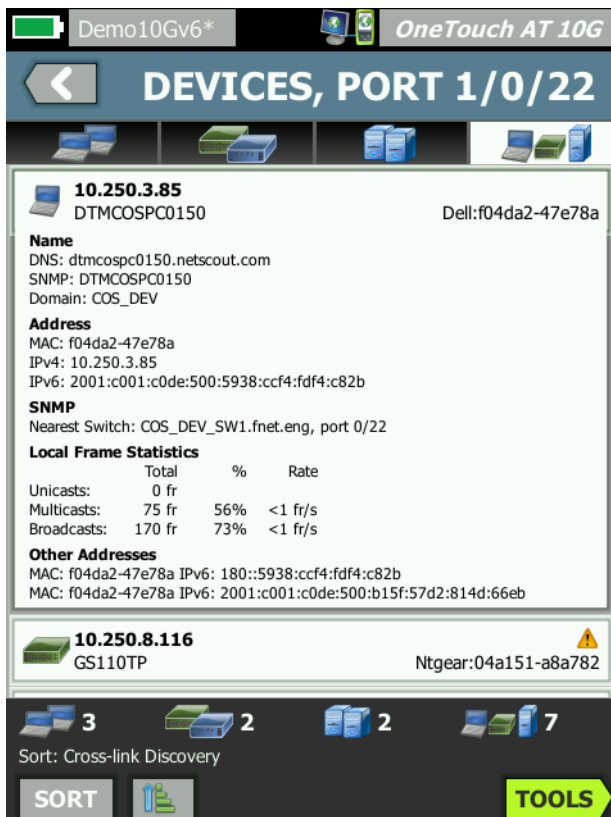 Demo10Gv6*
OneTouch AT 10G
DEVICES, PORT 1/0/22
10.250.3.85
DTMCOSPC0150 Dell:f04da2-47e78a
Name
DNS: dtmcospc0150.netscout.com
SNMP: DTMCOSPC0150
Domain: COS_DEV
Address
MAC: f04da2-47e78a
IPv4: 10.250.3.85
IPv6: 2001:c001:c0de:500:5938:ccf4:fdf4:c82b
SNMP
Nearest Switch: COS_DEV_SW1.fnet.eng, port 0/22
Local Frame Statistics
Total % Rate
Unicasts: 0 fr
Multicasts: 75 fr 56% <1 fr/s
Broadcasts: 170 fr 73% <1 fr/s
Other Addresses
MAC: f04da2-47e78a IPv6: 180::5938:ccf4:fdf4:c82b
MAC: f04da2-47e78a IPv6: 2001:c001:c0de:500:b15f:57d2:814d:66eb
10.250.8.116
GS110TP Ntgear:04a151-a8a782
3 2 2 7
Sort: Cross-link Discovery
SORT TOOLS